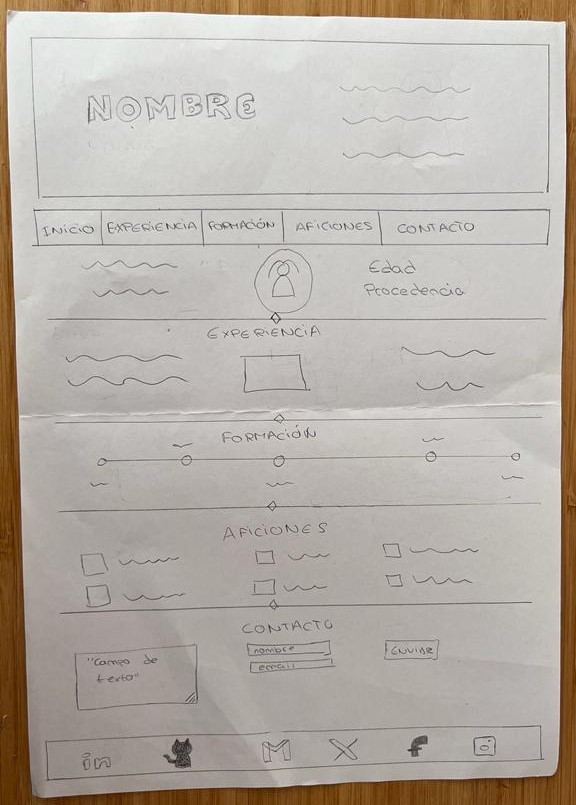 NOMBRE
INICIO EXPERIENCIA FORMACIÓN AFICIONES CONTACTO
Edad
Procedencia
EXPERIENCIA
FORMACIÓN
AFICIONES
CONTACTO
"Campo de
texto"
nombre
email
ENVIAR
in
M
X
f